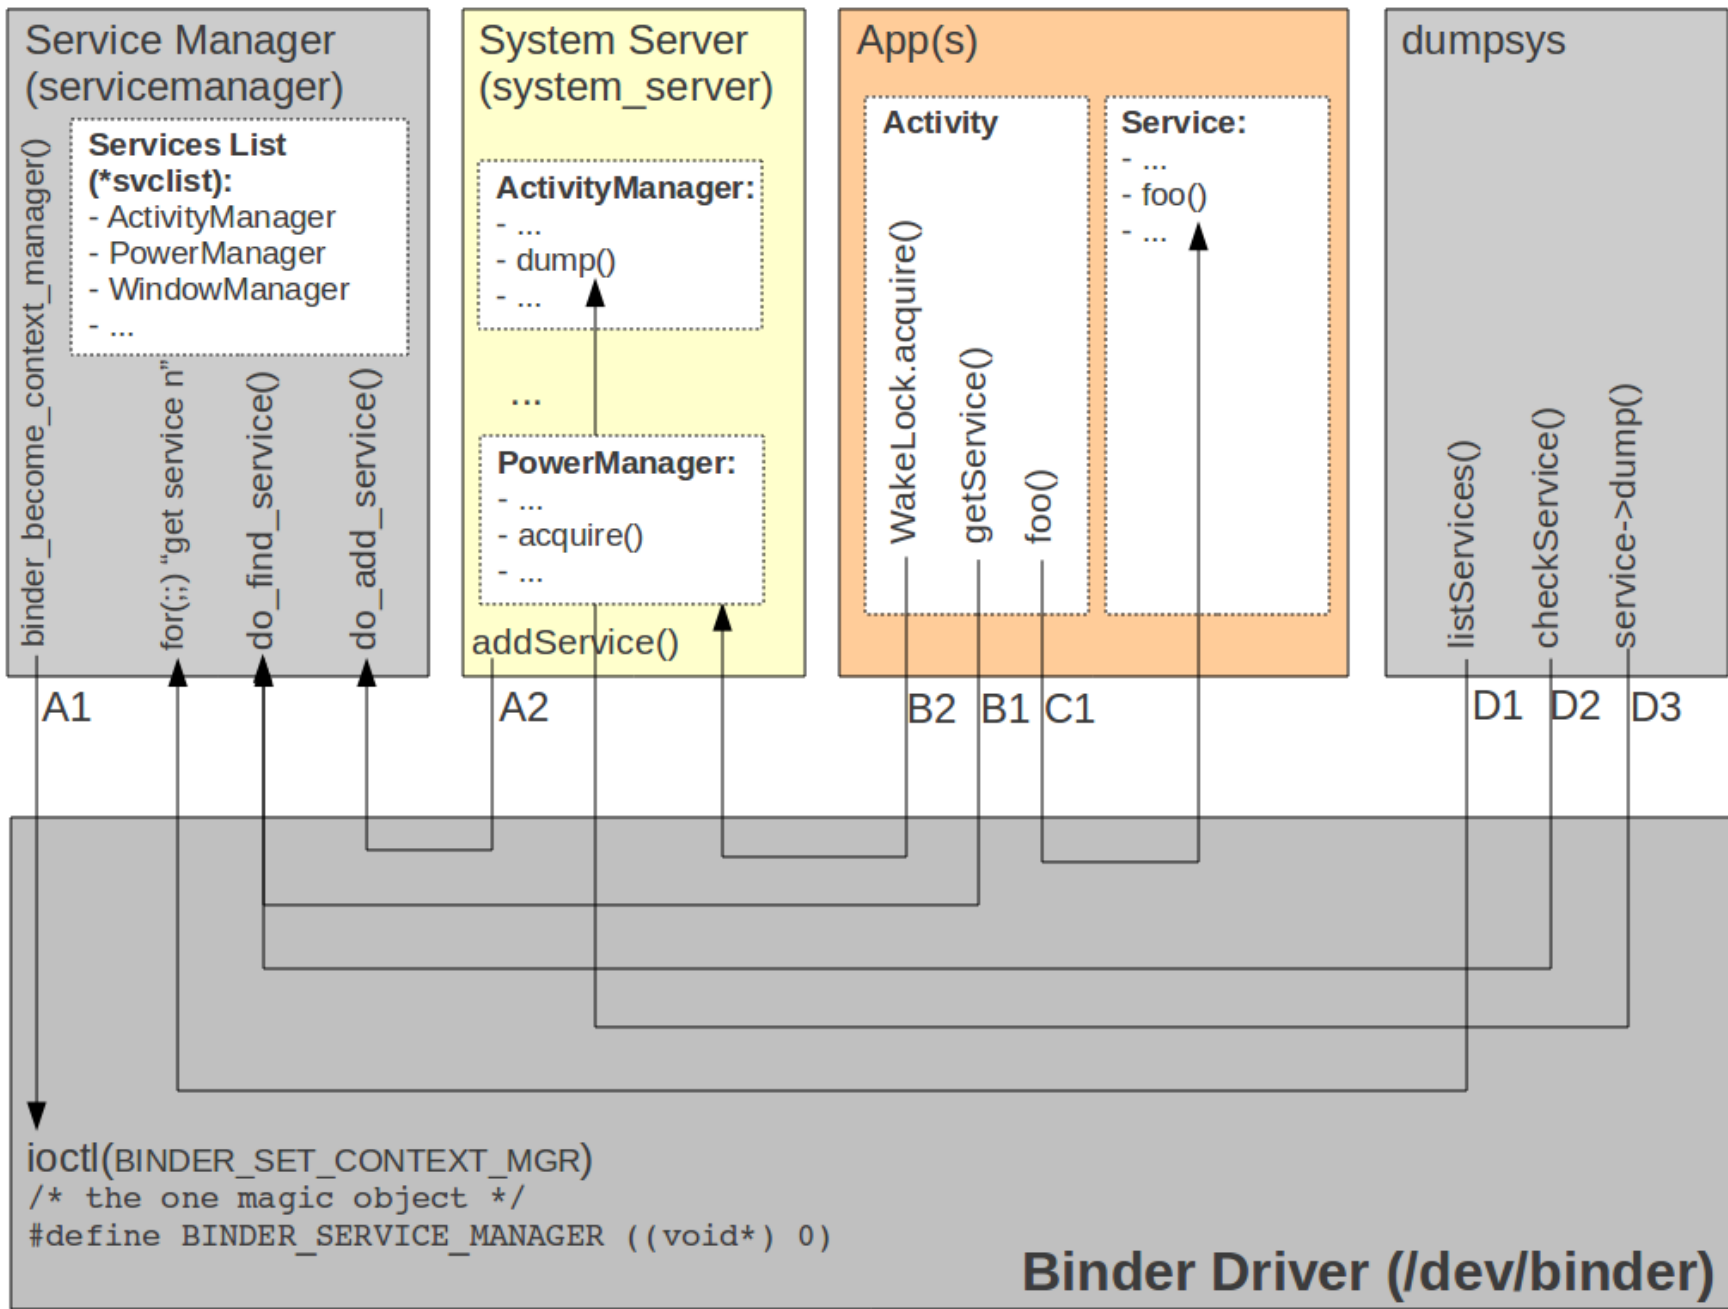 Service Manager
(servicemanager)
binder_become_context_manager()
Services List
(*svclist):
- ActivityManager
- PowerManager
- WindowManager
- ...
for(;;) “get service n”
do_find_service()
do_add_service()
System Server
(system_server)
ActivityManager:
- ...
- dump()
- ...
...
PowerManager:
- ...
- acquire()
- ...
addService()
App(s)
Activity
WakeLock.acquire()
getService()
foo()
Service:
- ...
- foo()
- ...
dumpsys
listServices()
checkService()
service->dump()
A1
A2
B2
B1
C1
D1
D2
D3
ioctl(BINDER_SET_CONTEXT_MGR)
/* the one magic object */
#define BINDER_SERVICE_MANAGER ((void*) 0)
Binder Driver (/dev/binder)